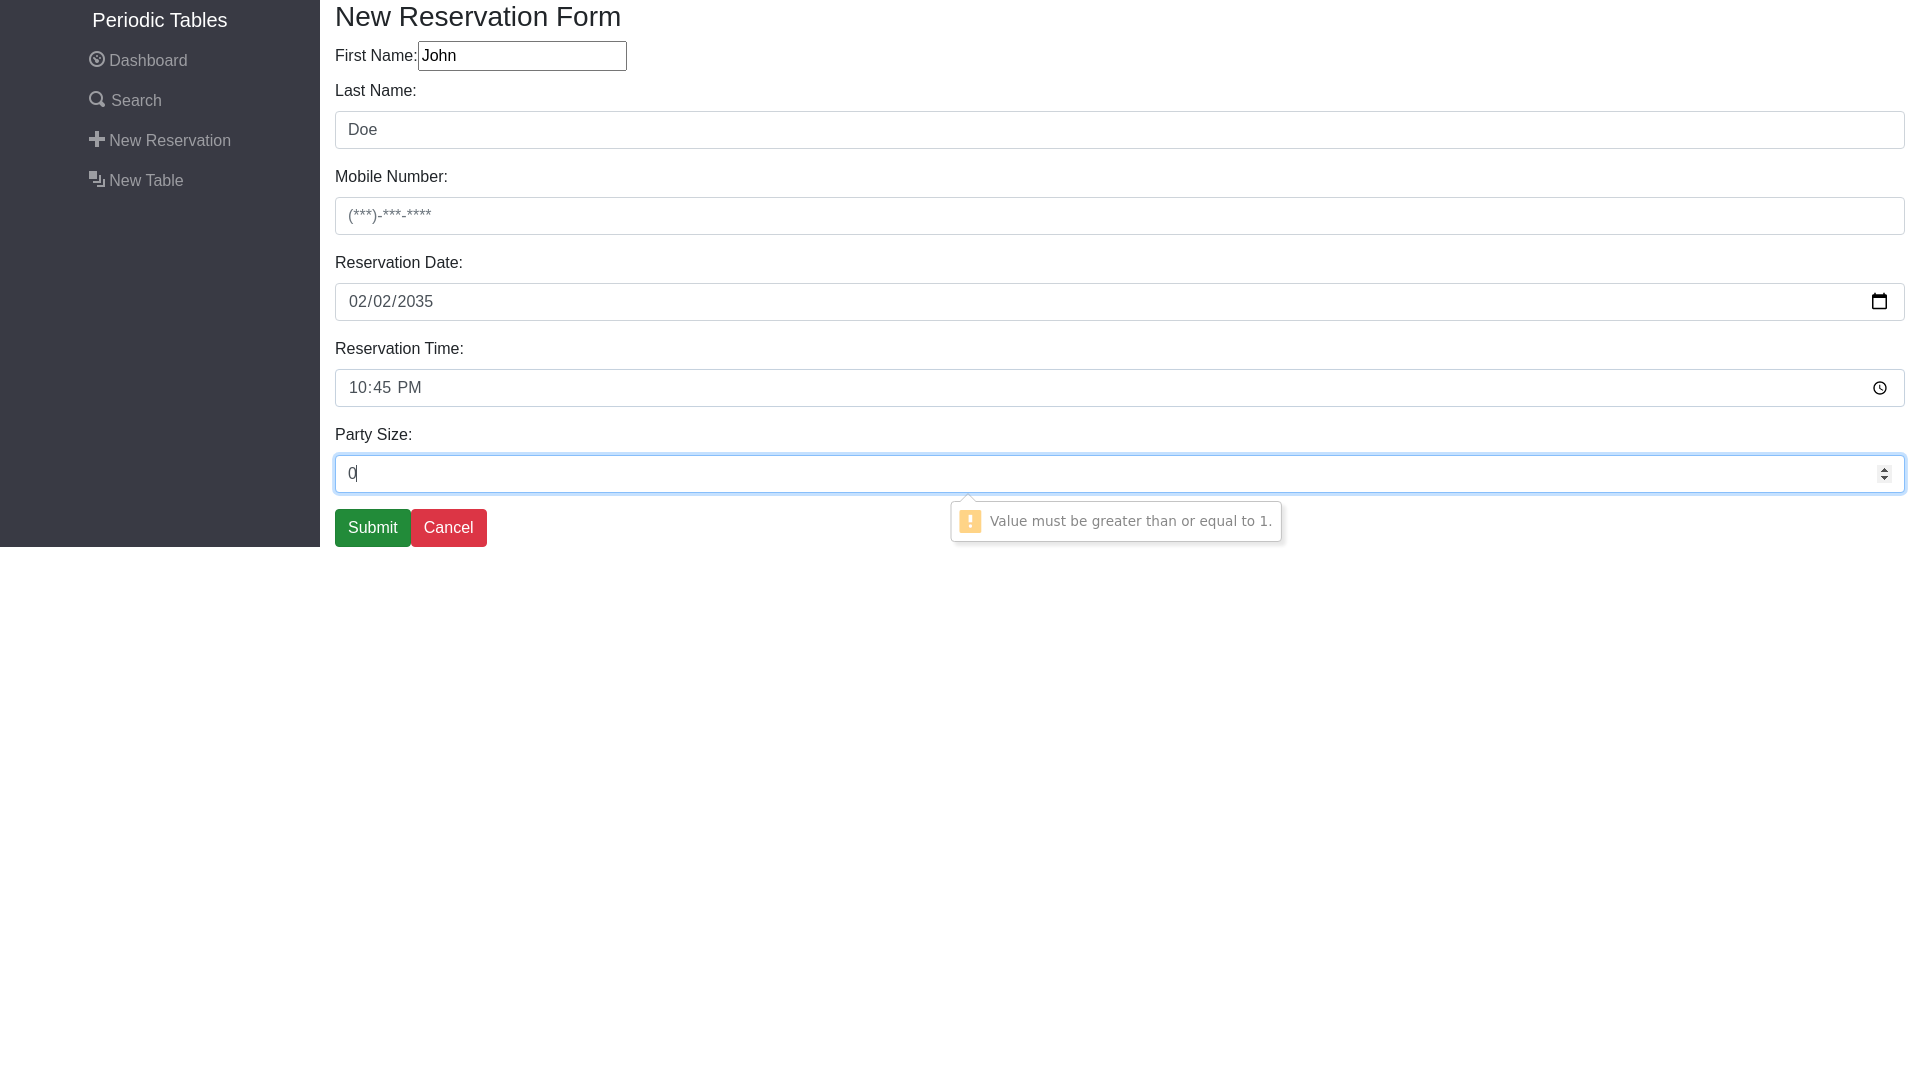 Periodic Tables
Dashboard
Search
New Reservation
New Table
New Reservation Form
First Name: John
Last Name:
Doe
Mobile Number:
(***)-***-****
Reservation Date:
02/02/2035
Reservation Time:
10:45 PM
Party Size:
0
Value must be greater than or equal to 1.
Submit Cancel